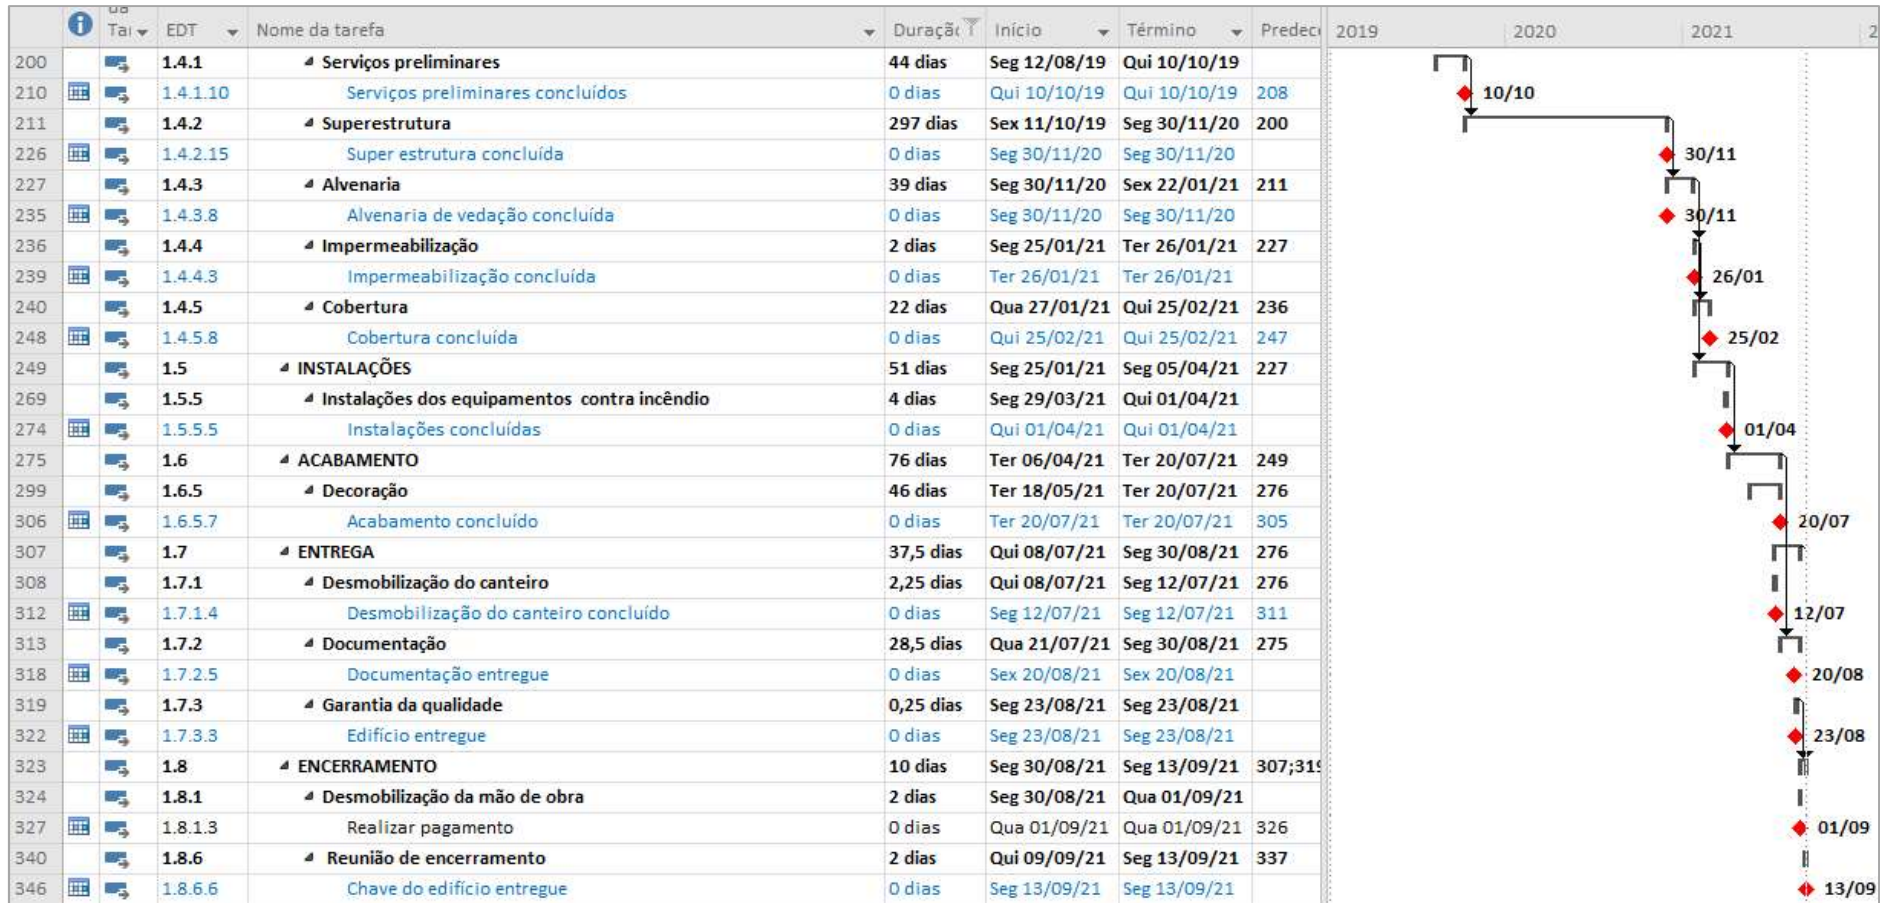 Tar EDT Nome da tarefa Duraçã Início Término Predec 2019 2020 2021 2
200 1.4.1 Serviços preliminares 44 dias Seg 12/08/19 Qui 10/10/19
210 1.4.1.10 Serviços preliminares concluídos 0 dias Qui 10/10/19 Qui 10/10/19 208 10/10
211 1.4.2 Superestrutura 297 dias Sex 11/10/19 Seg 30/11/20 200
226 1.4.2.15 Super estrutura concluída 0 dias Seg 30/11/20 Seg 30/11/20 30/11
227 1.4.3 Alvenaria 39 dias Seg 30/11/20 Sex 22/01/21 211
235 1.4.3.8 Alvenaria de vedação concluída 0 dias Seg 30/11/20 Seg 30/11/20 30/11
236 1.4.4 Impermeabilização 2 dias Seg 25/01/21 Ter 26/01/21 227
239 1.4.4.3 Impermeabilização concluída 0 dias Ter 26/01/21 Ter 26/01/21 26/01
240 1.4.5 Cobertura 22 dias Qua 27/01/21 Qui 25/02/21 236
248 1.4.5.8 Cobertura concluída 0 dias Qui 25/02/21 Qui 25/02/21 247 25/02
249 1.5 INSTALAÇÕES 51 dias Seg 25/01/21 Seg 05/04/21 227
269 1.5.5 Instalações dos equipamentos contra incêndio 4 dias Seg 29/03/21 Qui 01/04/21
274 1.5.5.5 Instalações concluídas 0 dias Qui 01/04/21 Qui 01/04/21 01/04
275 1.6 ACABAMENTO 76 dias Ter 06/04/21 Ter 20/07/21 249
299 1.6.5 Decoração 46 dias Ter 18/05/21 Ter 20/07/21 276
306 1.6.5.7 Acabamento concluído 0 dias Ter 20/07/21 Ter 20/07/21 305 20/07
307 1.7 ENTREGA 37,5 dias Qui 08/07/21 Seg 30/08/21 276
308 1.7.1 Desmobilização do canteiro 2,25 dias Qui 08/07/21 Seg 12/07/21 276
312 1.7.1.4 Desmobilização do canteiro concluído 0 dias Seg 12/07/21 Seg 12/07/21 311 12/07
313 1.7.2 Documentação 28,5 dias Qua 21/07/21 Seg 30/08/21 275
318 1.7.2.5 Documentação entregue 0 dias Sex 20/08/21 Sex 20/08/21 20/08
319 1.7.3 Garantia da qualidade 0,25 dias Seg 23/08/21 Seg 23/08/21
322 1.7.3.3 Edifício entregue 0 dias Seg 23/08/21 Seg 23/08/21 23/08
323 1.8 ENCERRAMENTO 10 dias Seg 30/08/21 Seg 13/09/21 307;319
324 1.8.1 Desmobilização da mão de obra 2 dias Seg 30/08/21 Qua 01/09/21
327 1.8.1.3 Realizar pagamento 0 dias Qua 01/09/21 Qua 01/09/21 326 01/09
340 1.8.6 Reunião de encerramento 2 dias Qui 09/09/21 Seg 13/09/21 337
346 1.8.6.6 Chave do edifício entregue 0 dias Seg 13/09/21 Seg 13/09/21 13/09